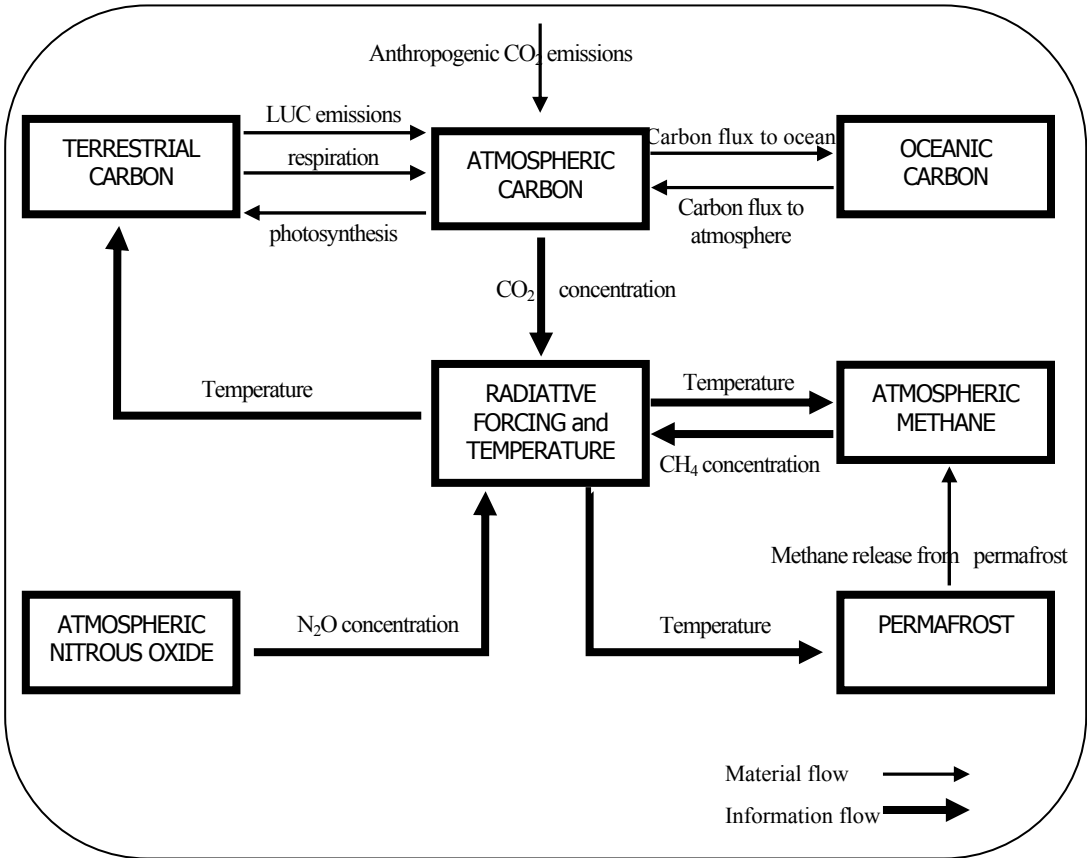 Anthropogenic CO₂ emissions
LUC emissions
TERRESTRIAL
CARBON
respiration
photosynthesis
ATMOSPHERIC
CARBON
Carbon flux to ocean
Carbon flux to
atmosphere
OCEANIC
CARBON
CO₂ concentration
Temperature
RADIATIVE
FORCING and
TEMPERATURE
Temperature
CH₄ concentration
ATMOSPHERIC
METHANE
Methane release from permafrost
ATMOSPHERIC
NITROUS OXIDE
N₂O concentration
Temperature
PERMAFROST
Material flow
Information flow